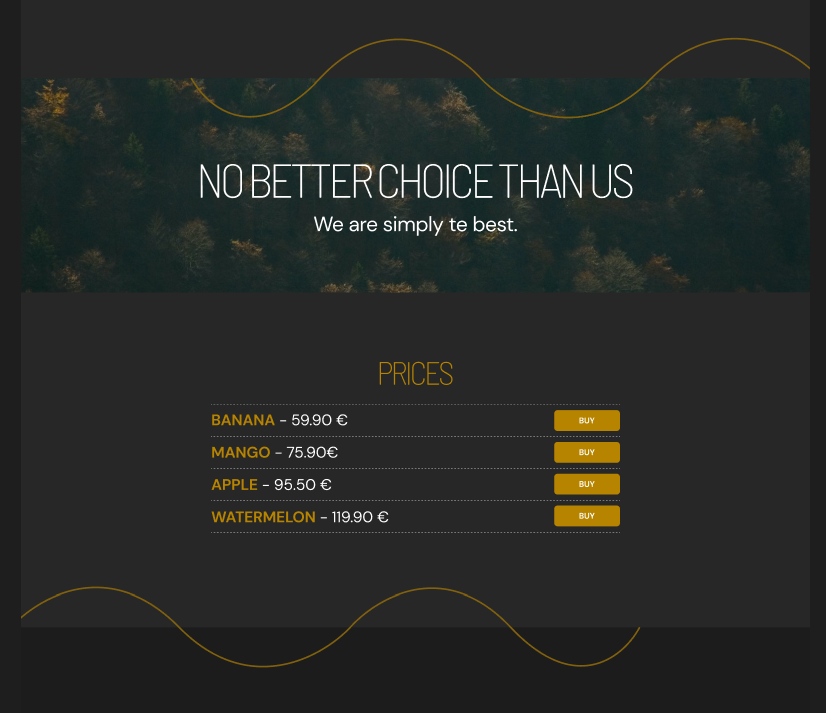 NO BETTER CHOICE THAN US
We are simply te best.
PRICES
BANANA - 59.90 € BUY
MANGO - 75.90€ BUY
APPLE - 95.50 € BUY
WATERMELON - 119.90 € BUY